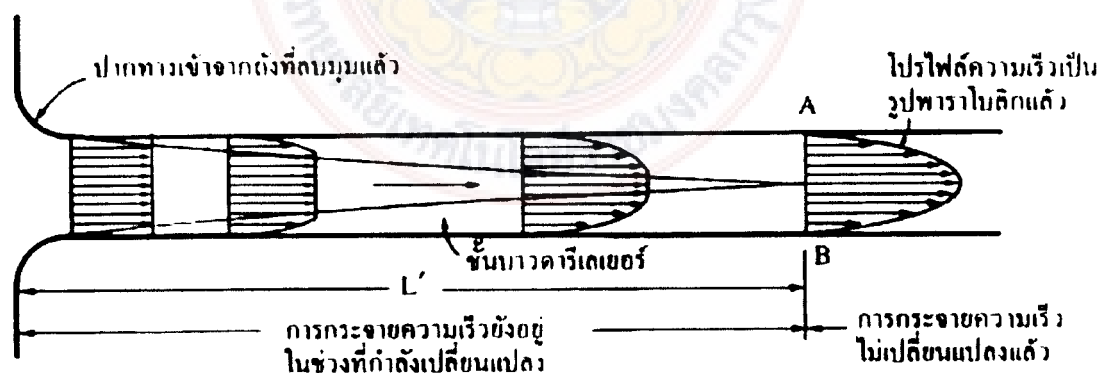 ปากทางเข้าจากถังที่ลบมุมแล้ว
โปรไฟล์ความเร็วเป็น
รูปพาราโบลิกแล้ว
A
ชั้นบาวดารีเลเยอร์
B
L′
การกระจายความเร็วยังอยู่
ในช่วงที่กำลังเปลี่ยนแปลง
การกระจายความเร็ว
ไม่เปลี่ยนแปลงแล้ว